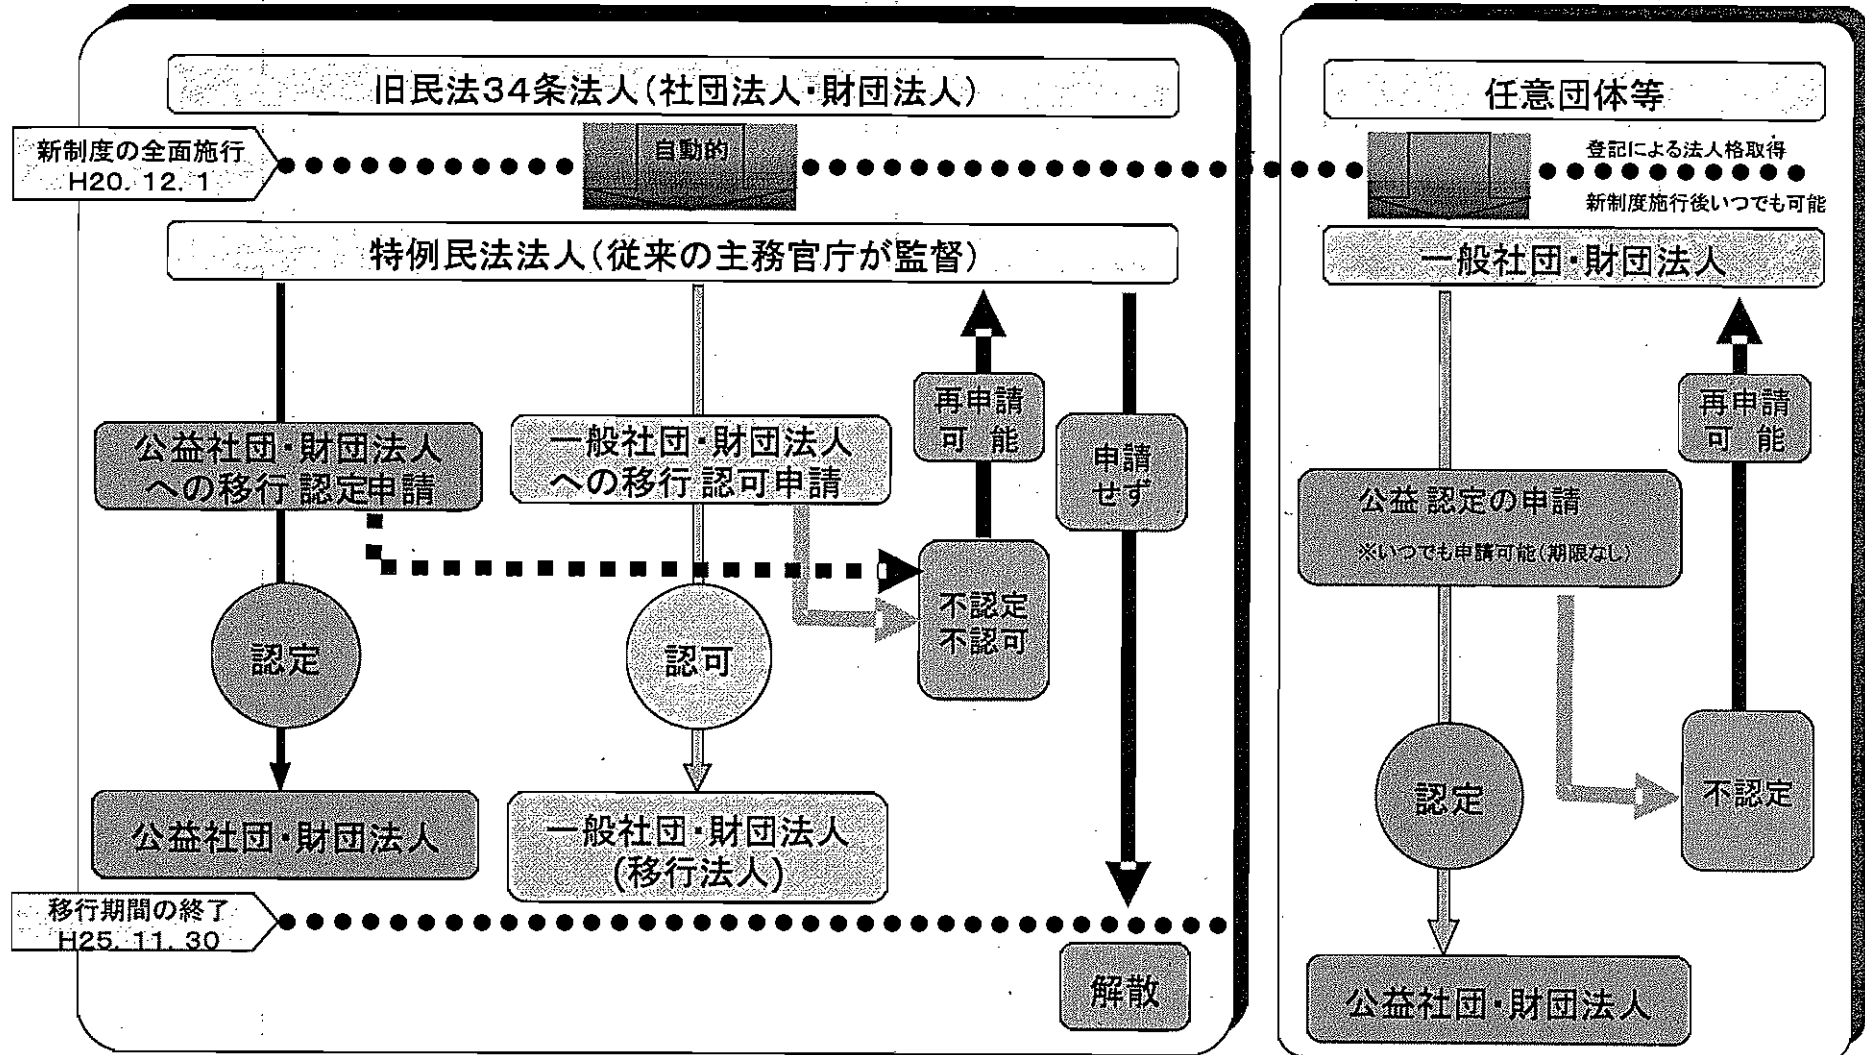 旧民法34条法人(社団法人・財団法人)
新制度の全面施行
H20. 12. 1
自動的
特例民法法人(従来の主務官庁が監督)
公益社団・財団法人
への移行 認定申請
一般社団・財団法人
への移行 認可申請
再申請
可 能
申請
せず
不認定
不認可
認定
認可
公益社団・財団法人
一般社団・財団法人
(移行法人)
移行期間の終了
H25. 11. 30
解散
任意団体等
登記による法人格取得
新制度施行後いつでも可能
一般社団・財団法人
再申請
可 能
公益 認定の申請
※いつでも申請可能(期限なし)
認定
不認定
公益社団・財団法人